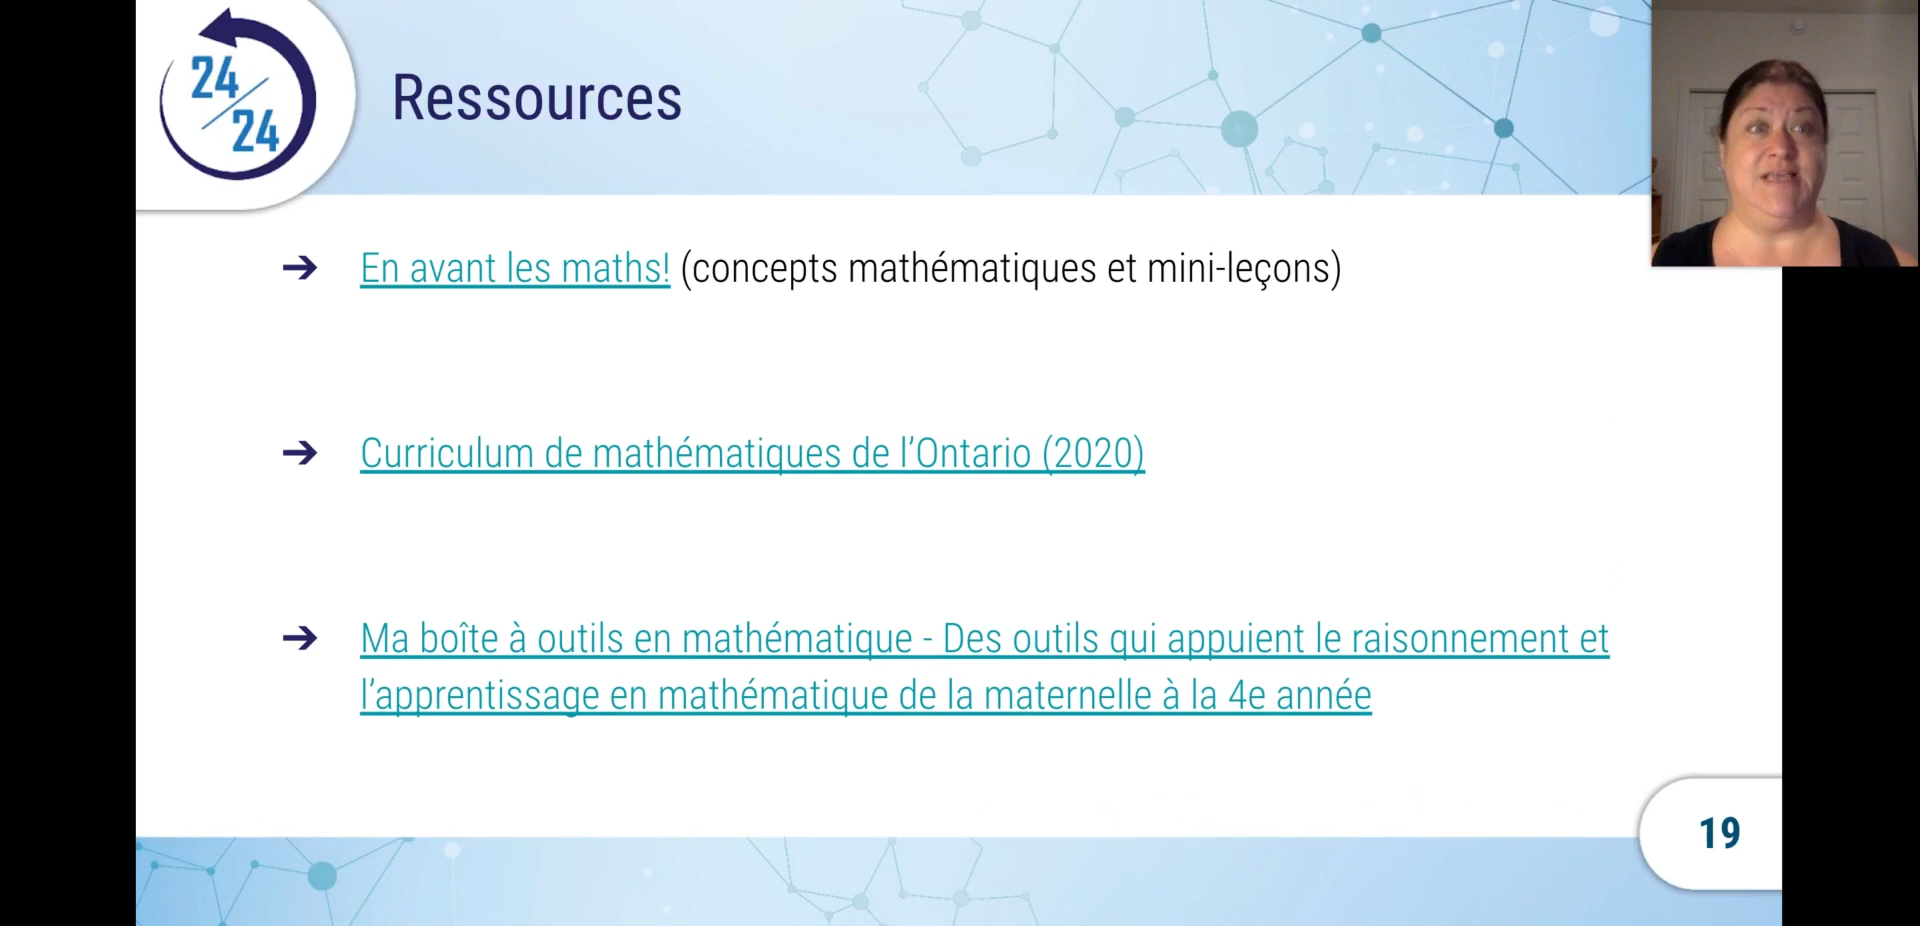 24
24
Ressources
➔ En avant les maths! (concepts mathématiques et mini-leçons)
➔ Curriculum de mathématiques de l’Ontario (2020)
➔ Ma boîte à outils en mathématique - Des outils qui appuient le raisonnement et
l’apprentissage en mathématique de la maternelle à la 4e année
19